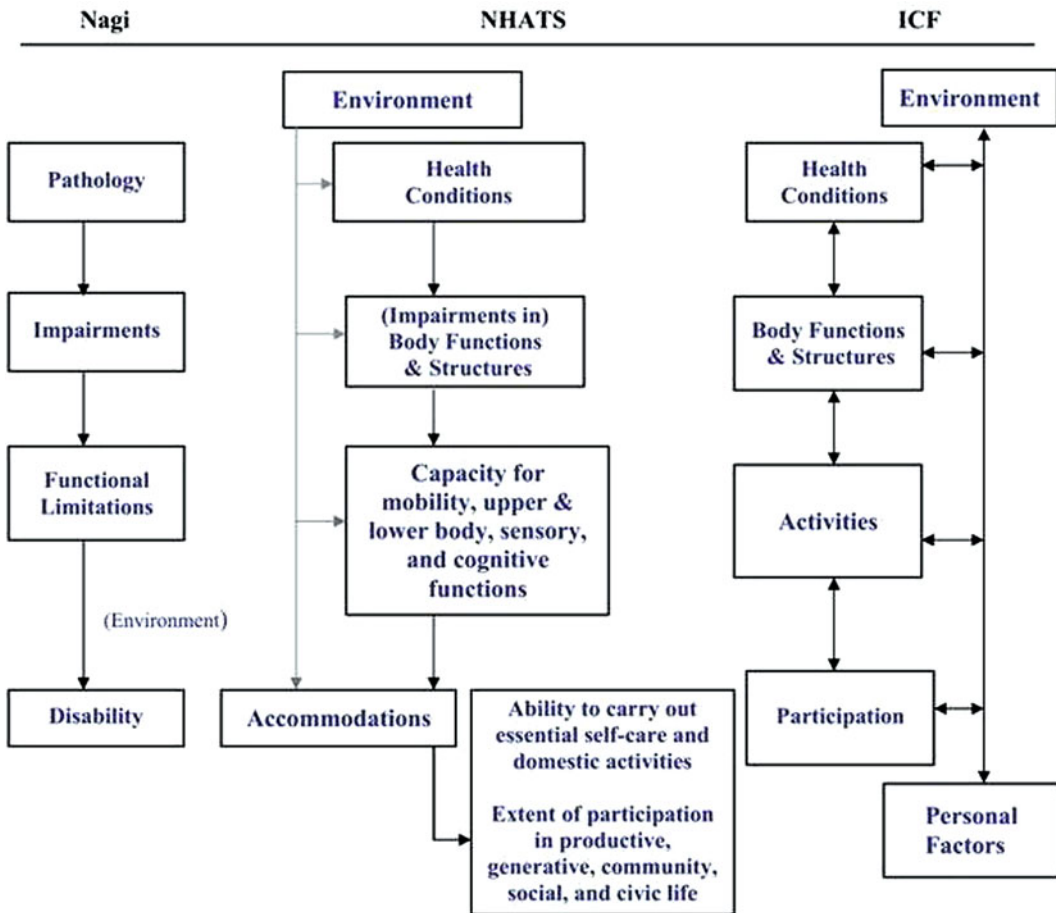 Nagi
NHATS
ICF
Pathology
Impairments
Functional
Limitations
(Environment)
Disability
Environment
Health
Conditions
(Impairments in)
Body Functions
& Structures
Capacity for
mobility, upper &
lower body, sensory,
and cognitive
functions
Accommodations
Ability to carry out
essential self-care and
domestic activities
Extent of participation
in productive,
generative, community,
social, and civic life
Environment
Health
Conditions
Body Functions
& Structures
Activities
Participation
Personal
Factors